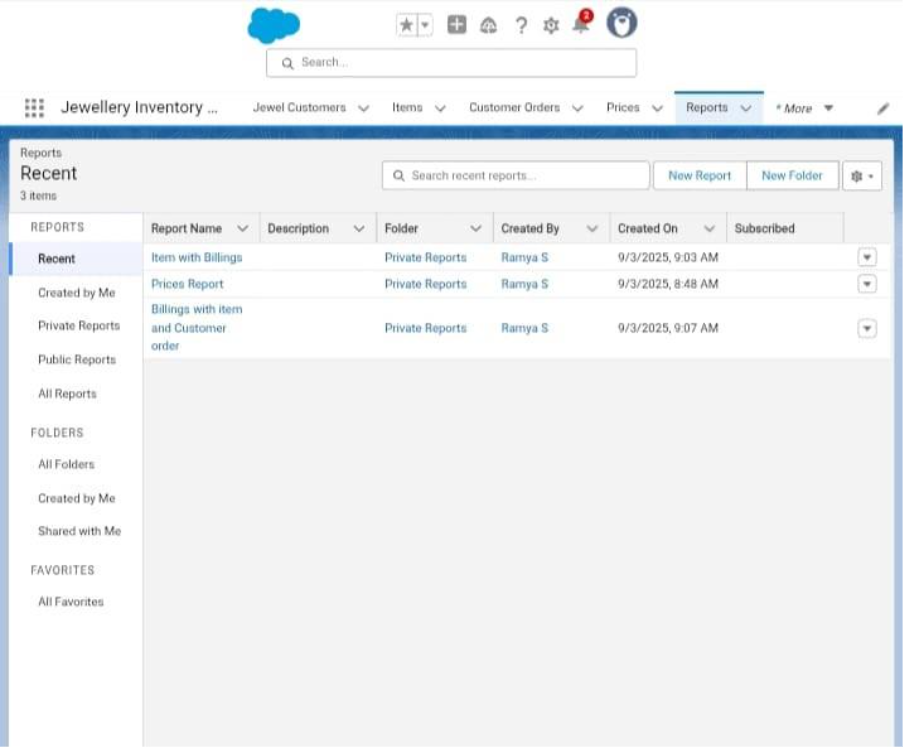 2
Search...
Jewellery Inventory ... Jewel Customers Items Customer Orders Prices Reports * More
Reports
Recent
3 items
Search recent reports...
New Report New Folder
REPORTS
Recent
Created by Me
Private Reports
Public Reports
All Reports
FOLDERS
All Folders
Created by Me
Shared with Me
FAVORITES
All Favorites
Report Name Description Folder Created By Created On Subscribed
Item with Billings Private Reports Ramya S 9/3/2025, 9:03 AM
Prices Report Private Reports Ramya S 9/3/2025, 8:48 AM
Billings with item
and Customer Private Reports Ramya S 9/3/2025, 9:07 AM
order